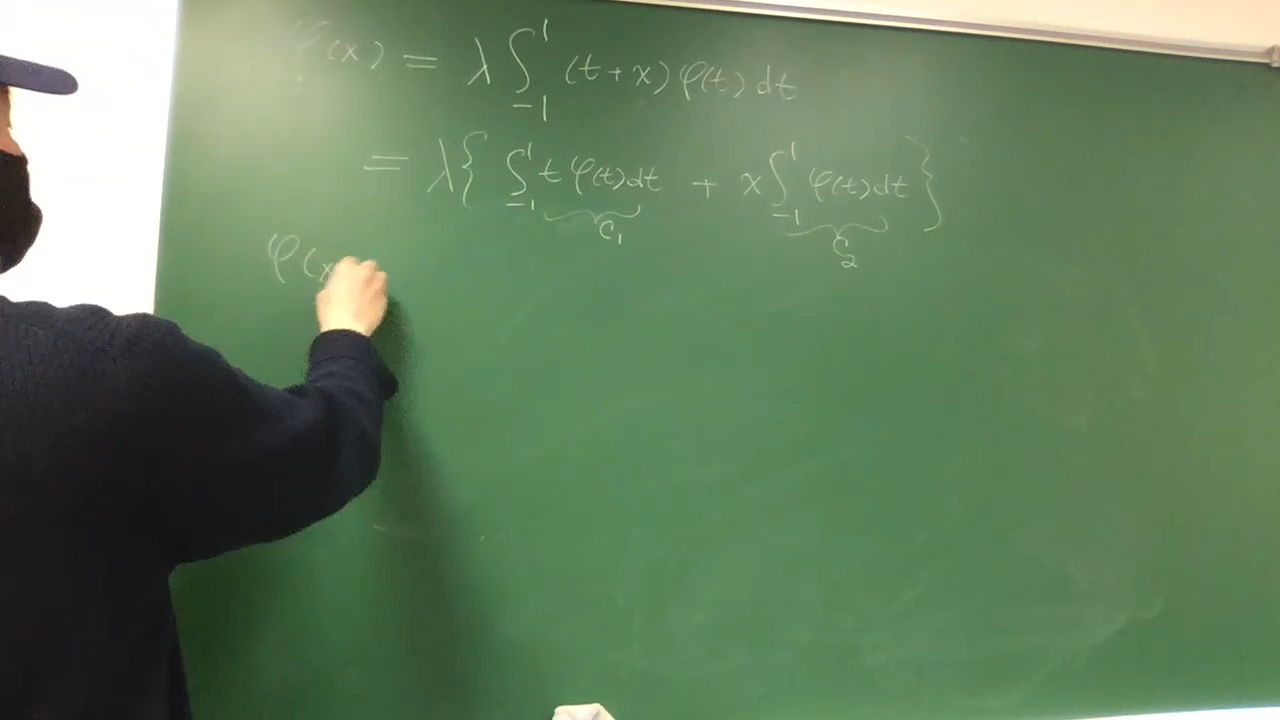 φ(x) = λ∫₋₁¹ (t+x) φ(t) dt
= λ{ ∫₋₁¹ t φ(t)dt + x∫₋₁¹ φ(t)dt }
C₁ C₂
φ(x